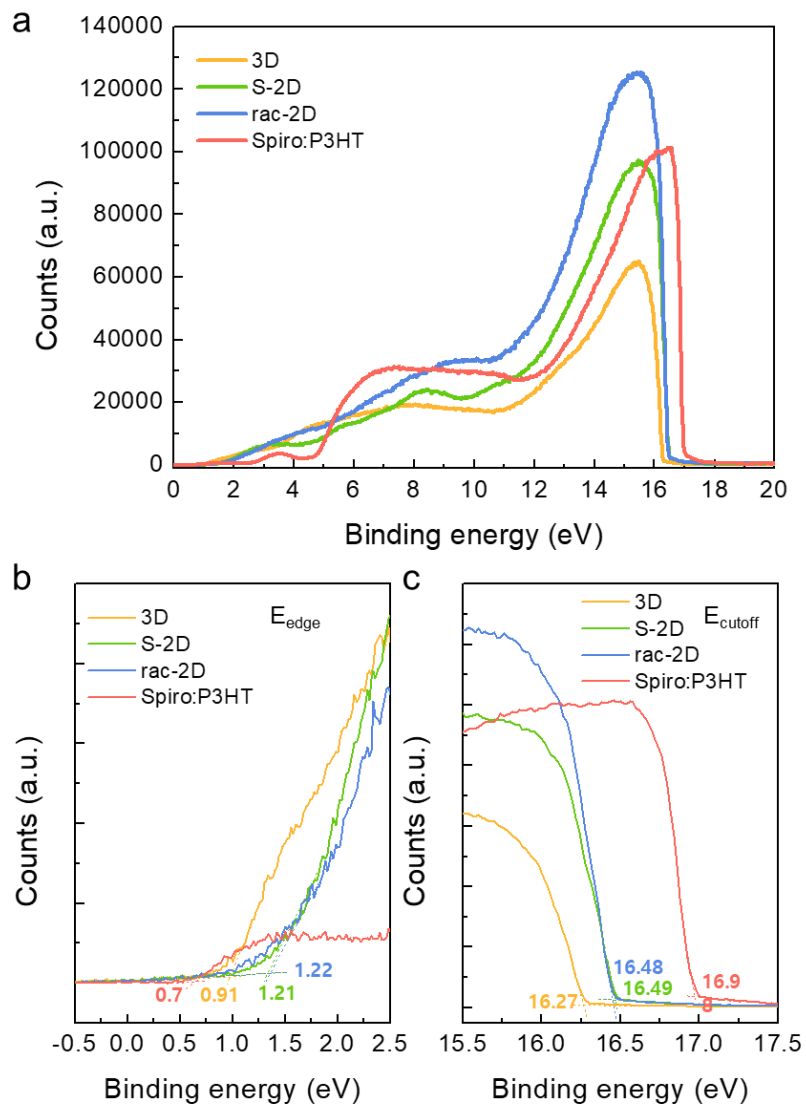 a
140000
120000
100000
80000
60000
40000
20000
0
Counts (a.u.)
3D
S-2D
rac-2D
Spiro:P3HT
0 2 4 6 8 10 12 14 16 18 20
Binding energy (eV)
b
3D
S-2D
rac-2D
Spiro:P3HT
E_edge
Counts (a.u.)
1.22
0.7 0.91 1.21
-0.5 0.0 0.5 1.0 1.5 2.0 2.5
Binding energy (eV)
c
3D
S-2D
rac-2D
Spiro:P3HT
E_cutoff
Counts (a.u.)
16.48
16.49
16.27
16.9
8
15.5 16.0 16.5 17.0 17.5
Binding energy (eV)